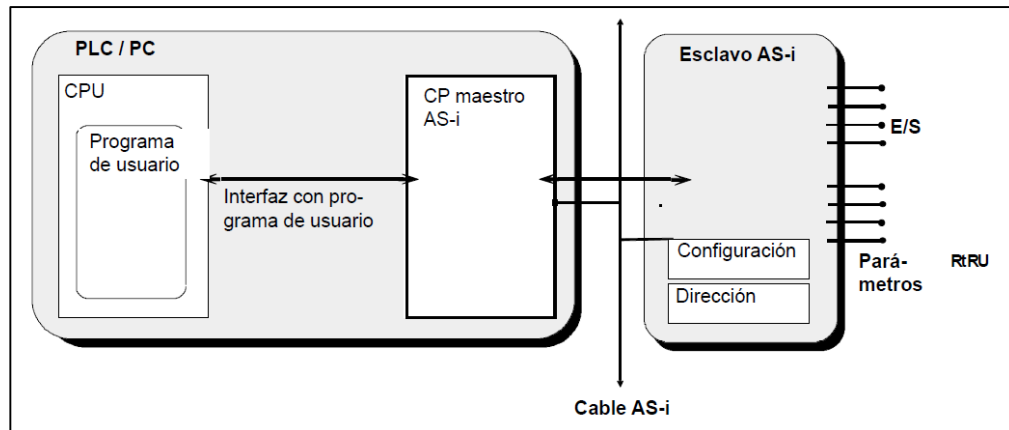 PLC / PC
CPU
Programa
de usuario
Interfaz con pro-
grama de usuario
CP maestro
AS-i
Esclavo AS-i
E/S
Configuración
Dirección
Pará-
metros
RtRU
Cable AS-i